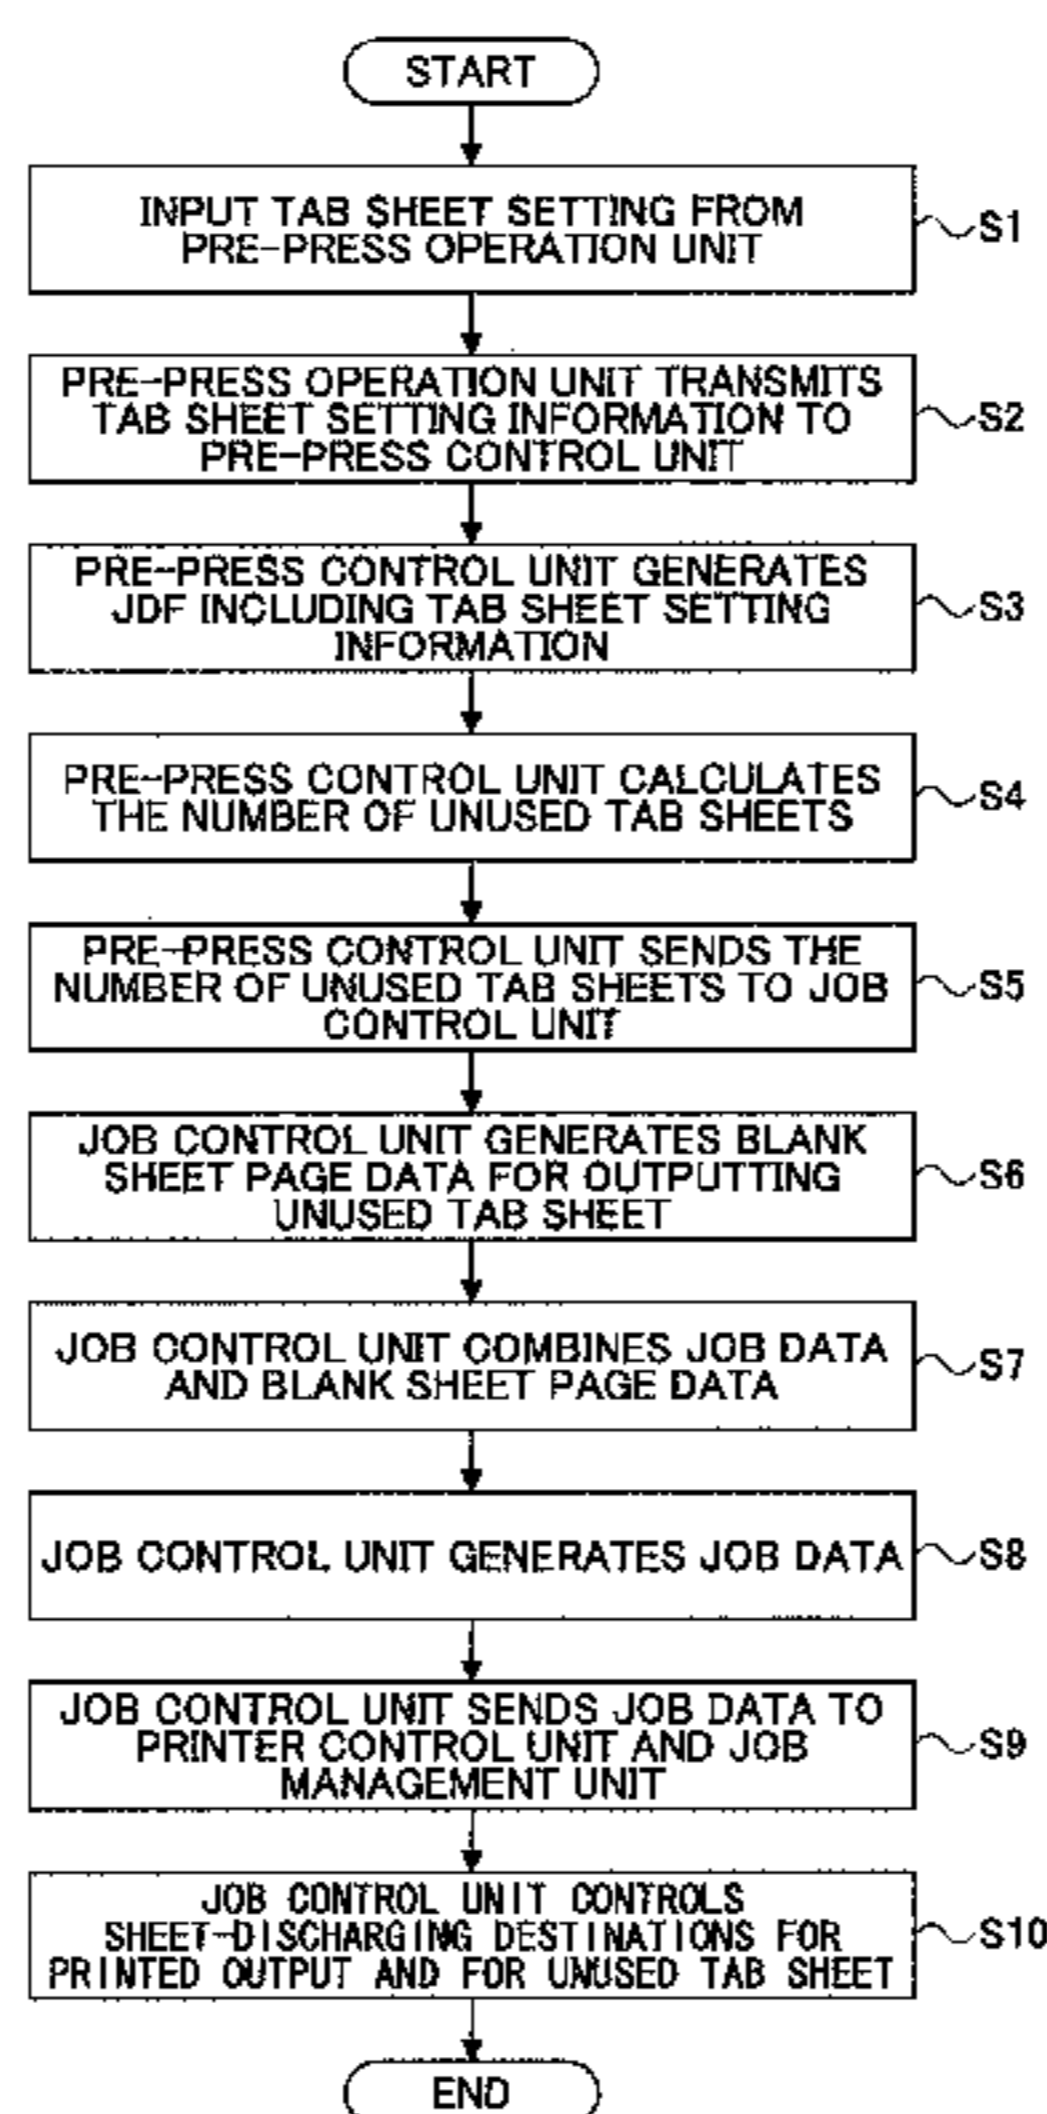 START
INPUT TAB SHEET SETTING FROM
PRE-PRESS OPERATION UNIT
S1
PRE-PRESS OPERATION UNIT TRANSMITS
TAB SHEET SETTING INFORMATION TO
PRE-PRESS CONTROL UNIT
S2
PRE-PRESS CONTROL UNIT GENERATES
JDF INCLUDING TAB SHEET SETTING
INFORMATION
S3
PRE-PRESS CONTROL UNIT CALCULATES
THE NUMBER OF UNUSED TAB SHEETS
S4
PRE-PRESS CONTROL UNIT SENDS THE
NUMBER OF UNUSED TAB SHEETS TO JOB
CONTROL UNIT
S5
JOB CONTROL UNIT GENERATES BLANK
SHEET PAGE DATA FOR OUTPUTTING
UNUSED TAB SHEET
S6
JOB CONTROL UNIT COMBINES JOB DATA
AND BLANK SHEET PAGE DATA
S7
JOB CONTROL UNIT GENERATES JOB DATA
S8
JOB CONTROL UNIT SENDS JOB DATA TO
PRINTER CONTROL UNIT AND JOB
MANAGEMENT UNIT
S9
JOB CONTROL UNIT CONTROLS
SHEET-DISCHARGING DESTINATIONS FOR
PRINTED OUTPUT AND FOR UNUSED TAB SHEET
S10
END